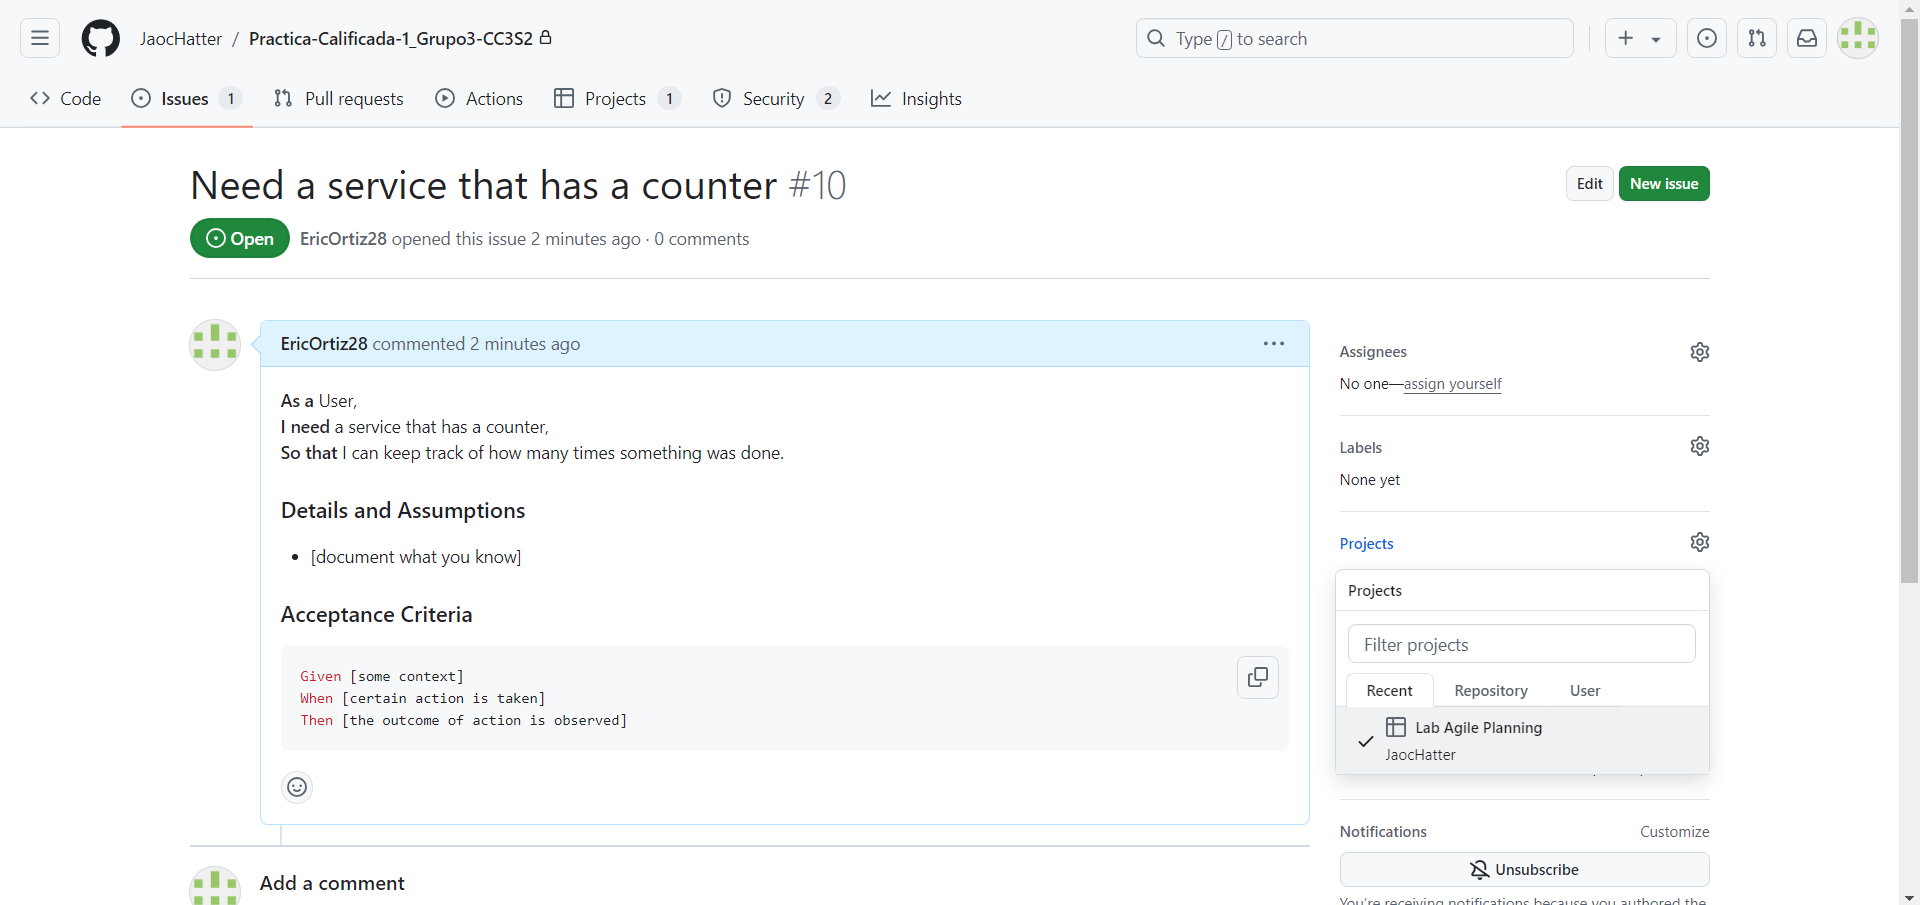 JaocHatter / Practica-Calificada-1_Grupo3-CC3S2
Type / to search
Code
Issues 1
Pull requests
Actions
Projects 1
Security 2
Insights
Need a service that has a counter #10
Edit
New issue
Open
EricOrtiz28 opened this issue 2 minutes ago · 0 comments
EricOrtiz28 commented 2 minutes ago
As a User,
I need a service that has a counter,
So that I can keep track of how many times something was done.
Details and Assumptions
• [document what you know]
Acceptance Criteria
Given [some context]
When [certain action is taken]
Then [the outcome of action is observed]
Add a comment
Assignees
No one—assign yourself
Labels
None yet
Projects
Projects
Filter projects
Recent Repository User
Lab Agile Planning
JaocHatter
Notifications Customize
Unsubscribe
You're receiving notifications because you authored the